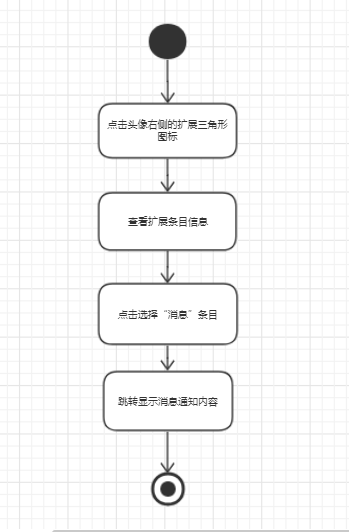 点击头像右侧的扩展三角形
图标
查看扩展条目信息
点击选择“消息”条目
跳转显示消息通知内容